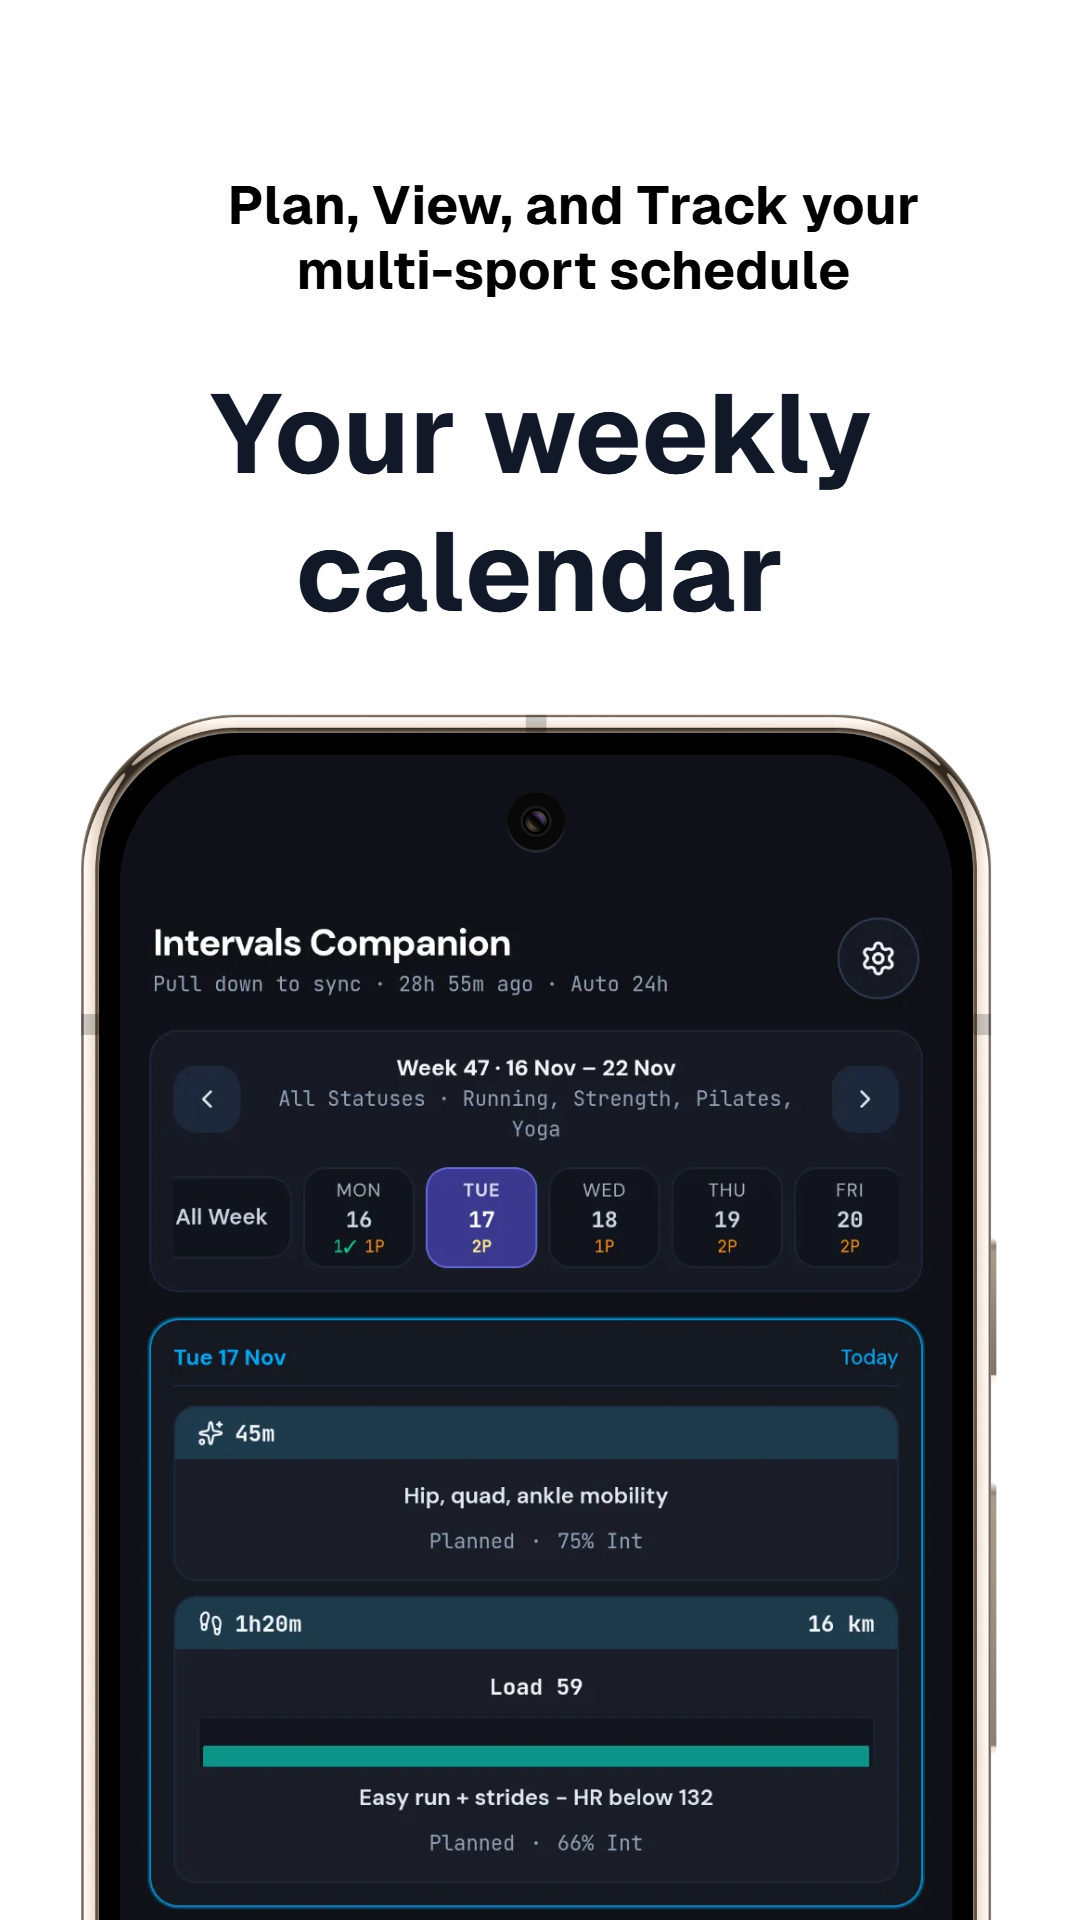 Plan, View, and Track your
multi-sport schedule
Your weekly
calendar
Intervals Companion
Pull down to sync · 28h 55m ago · Auto 24h
Week 47 · 16 Nov – 22 Nov
All Statuses · Running, Strength, Pilates,
Yoga
All Week
MON
16
1✓ 1P
TUE
17
2P
WED
18
1P
THU
19
2P
FRI
20
2P
Tue 17 Nov
Today
45m
Hip, quad, ankle mobility
Planned · 75% Int
1h20m
16 km
Load 59
Easy run + strides - HR below 132
Planned · 66% Int